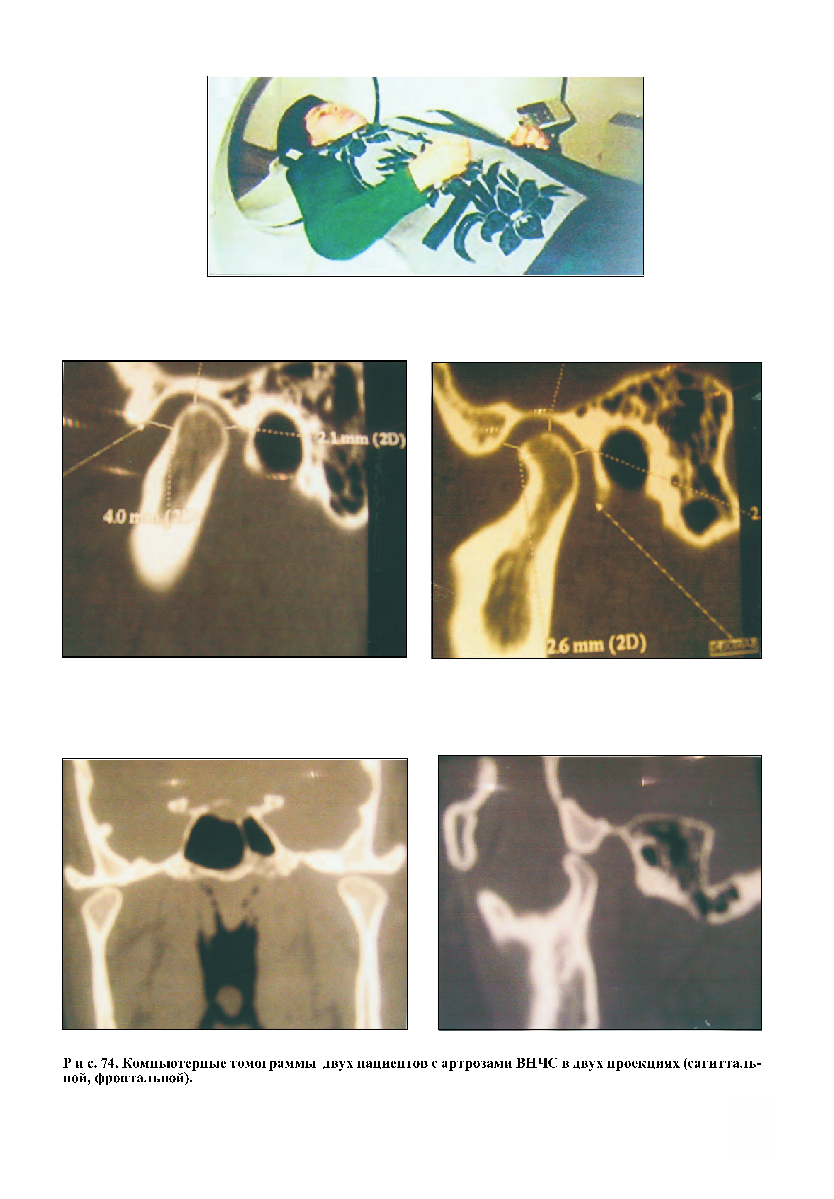 2.1 mm (2D)
4.0 mm (2D
2.
2.6 mm (2D)
Р и с. 74. Компьютерные томограммы двух пациентов с артрозами ВНЧС в двух проекциях (сагитталь-
ной, фронтальной).